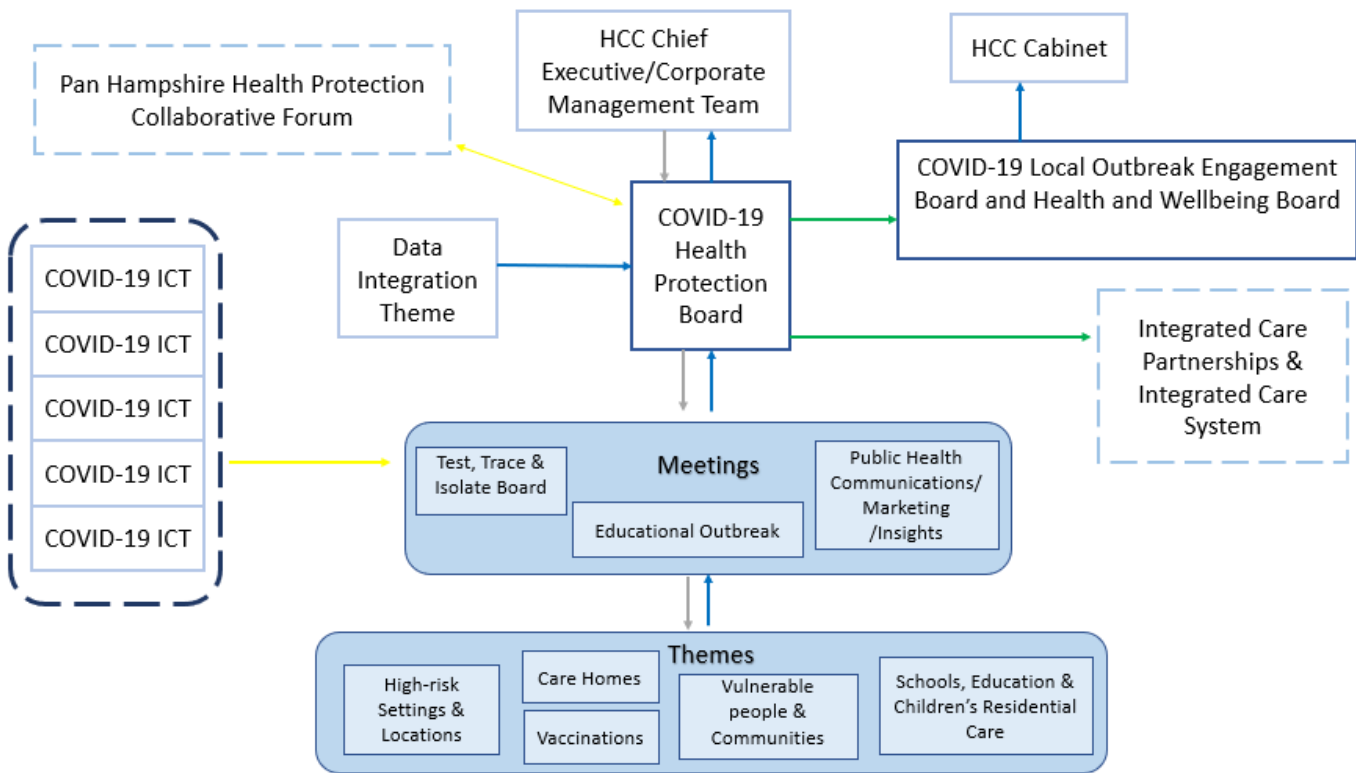 HCC Chief
Executive/Corporate
Management Team
HCC Cabinet
Pan Hampshire Health Protection
Collaborative Forum
COVID-19 Local Outbreak Engagement
Board and Health and Wellbeing Board
COVID-19
Health
Protection
Board
Data
Integration
Theme
COVID-19 ICT
COVID-19 ICT
COVID-19 ICT
COVID-19 ICT
COVID-19 ICT
Integrated Care
Partnerships &
Integrated Care
System
Meetings
Test, Trace &
Isolate Board
Educational Outbreak
Public Health
Communications/
Marketing
/Insights
Themes
High-risk
Settings &
Locations
Care Homes
Vaccinations
Vulnerable
people &
Communities
Schools, Education &
Children’s Residential
Care